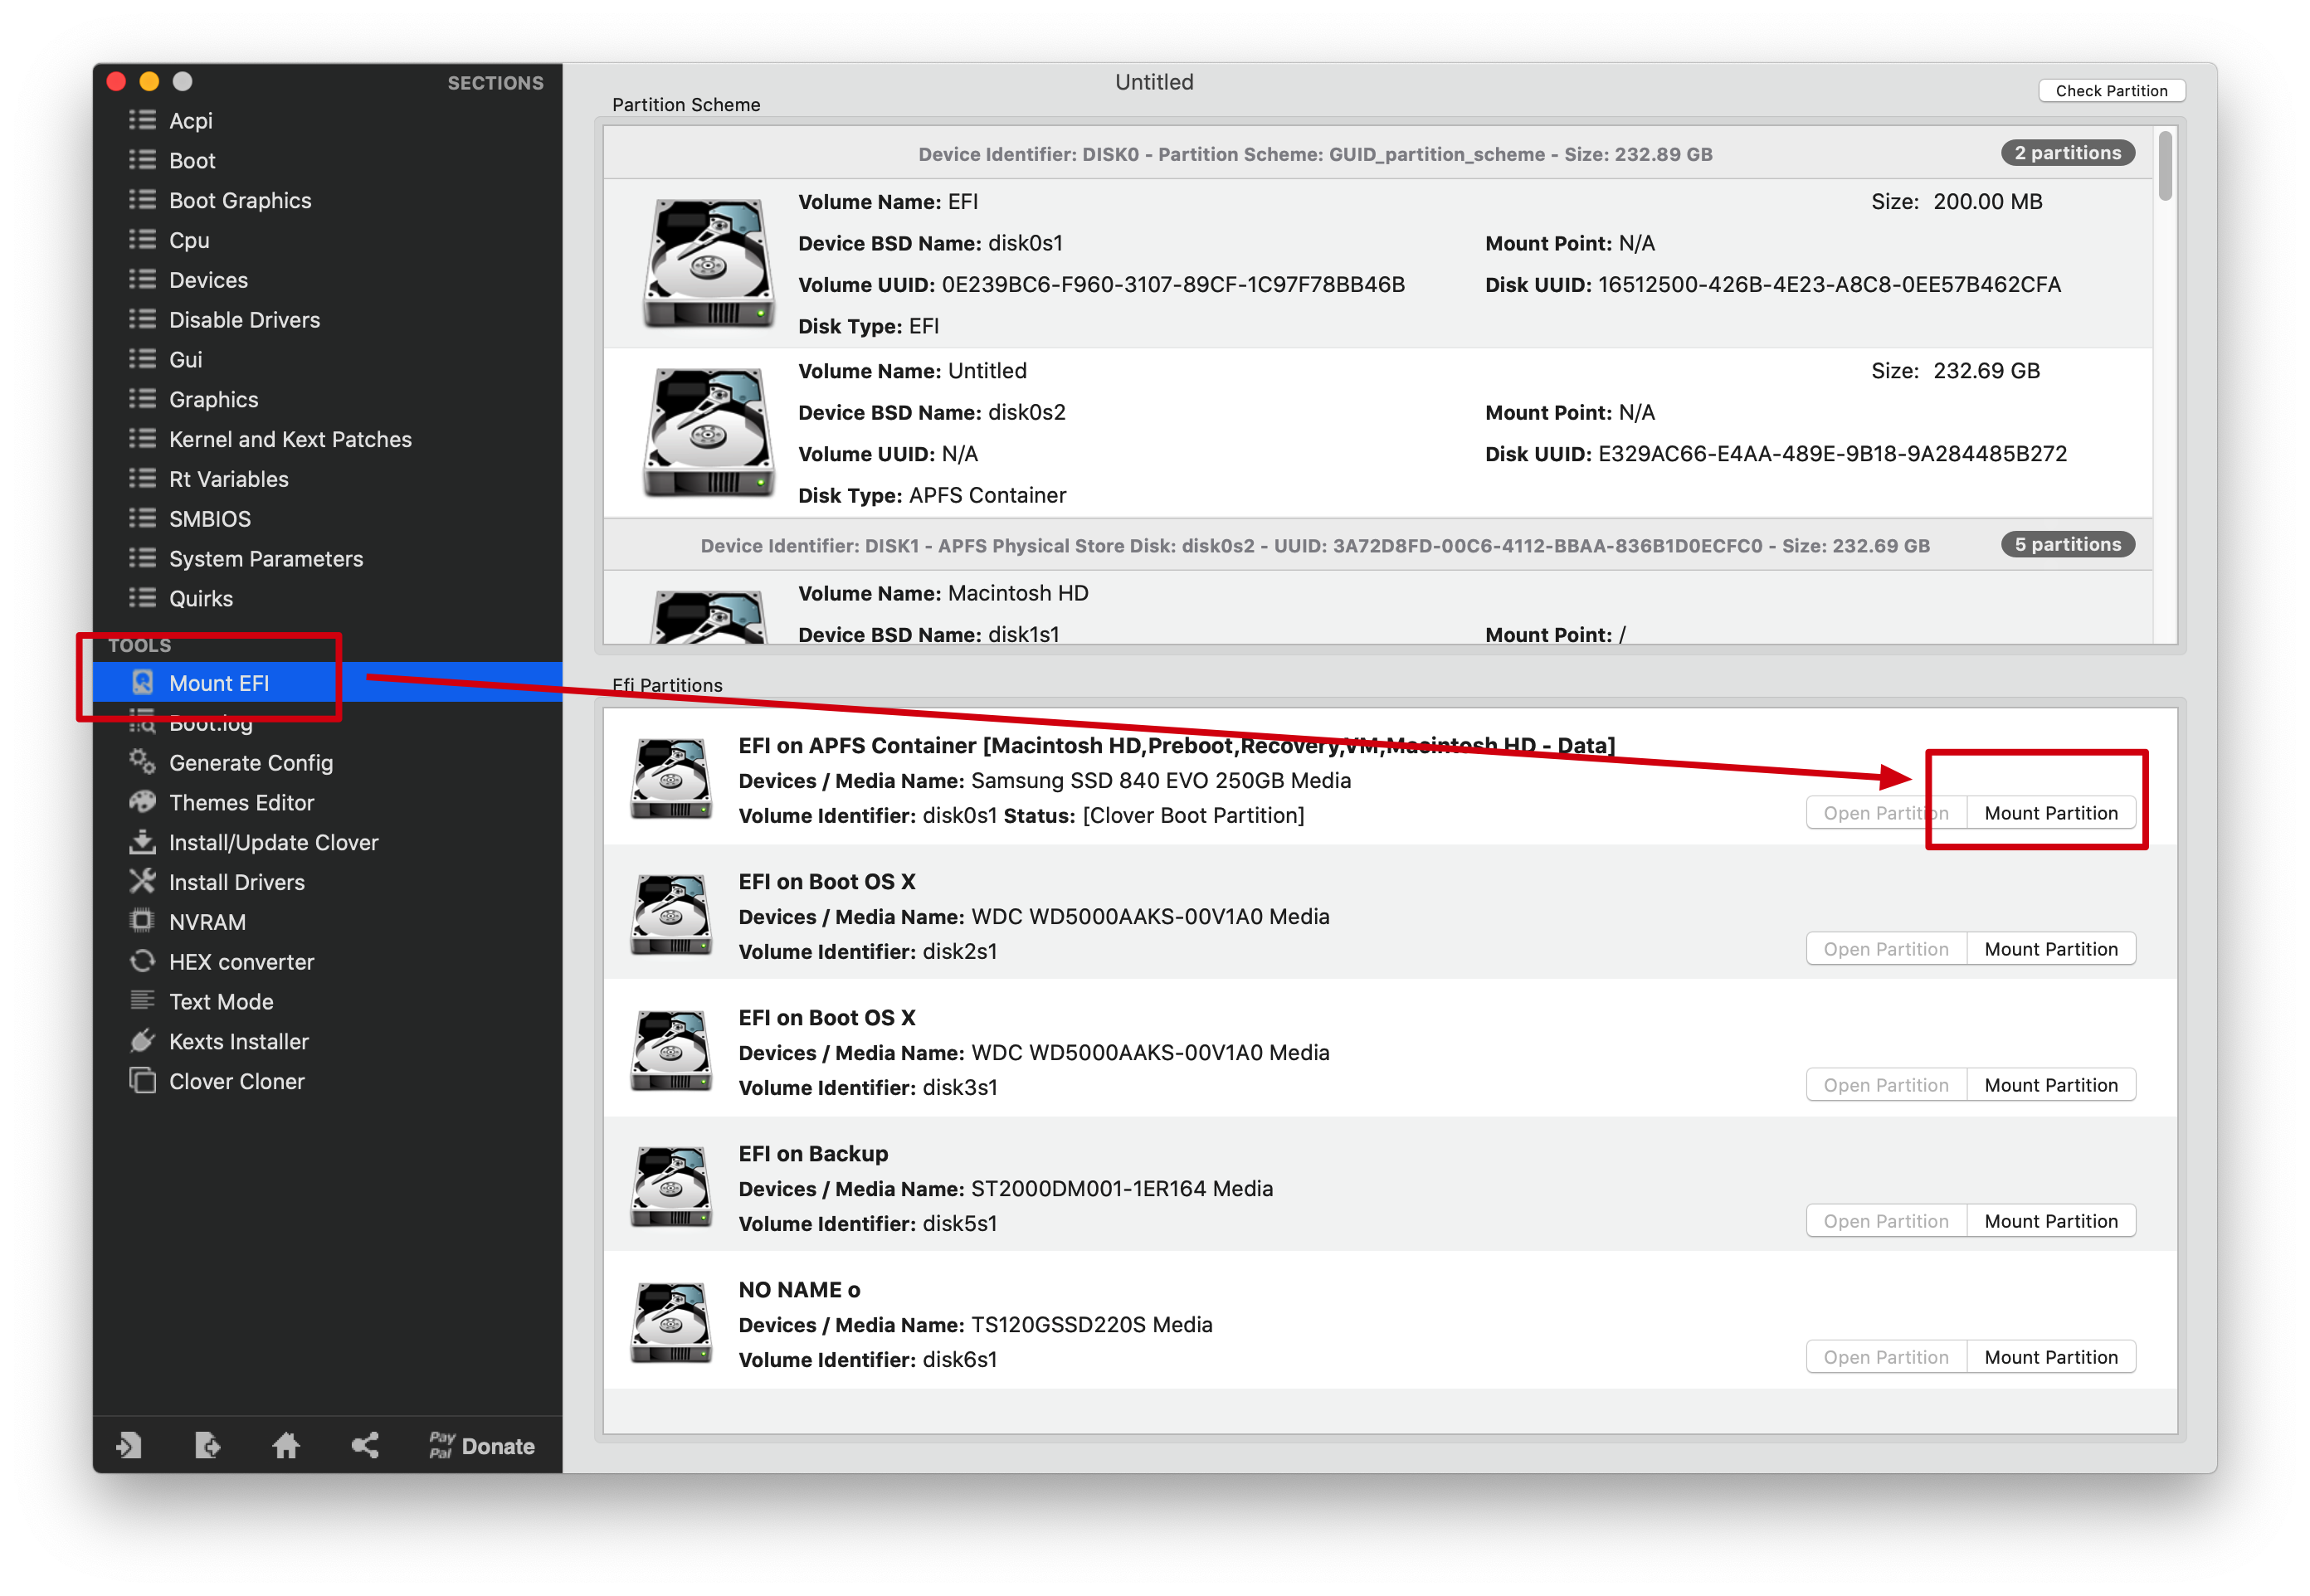 SECTIONS
Acpi
Boot
Boot Graphics
Cpu
Devices
Disable Drivers
Gui
Graphics
Kernel and Kext Patches
Rt Variables
SMBIOS
System Parameters
Quirks
TOOLS
Mount EFI
Boot.log
Generate Config
Themes Editor
Install/Update Clover
Install Drivers
NVRAM
HEX converter
Text Mode
Kexts Installer
Clover Cloner
Pay
Pal
Donate
Untitled
Partition Scheme
Check Partition
Device Identifier: DISK0 - Partition Scheme: GUID_partition_scheme - Size: 232.89 GB
2 partitions
Volume Name: EFI
Size: 200.00 MB
Device BSD Name: disk0s1
Mount Point: N/A
Volume UUID: 0E239BC6-F960-3107-89CF-1C97F78BB46B
Disk UUID: 16512500-426B-4E23-A8C8-0EE57B462CFA
Disk Type: EFI
Volume Name: Untitled
Size: 232.69 GB
Device BSD Name: disk0s2
Mount Point: N/A
Volume UUID: N/A
Disk UUID: E329AC66-E4AA-489E-9B18-9A284485B272
Disk Type: APFS Container
Device Identifier: DISK1 - APFS Physical Store Disk: disk0s2 - UUID: 3A72D8FD-00C6-4112-BBAA-836B1D0ECFC0 - Size: 232.69 GB
5 partitions
Volume Name: Macintosh HD
Device BSD Name: disk1s1
Mount Point: /
Efi Partitions
EFI on APFS Container [Macintosh HD,Preboot,Recovery,VM,Macintosh HD - Data]
Devices / Media Name: Samsung SSD 840 EVO 250GB Media
Volume Identifier: disk0s1 Status: [Clover Boot Partition]
Open Partition
Mount Partition
EFI on Boot OS X
Devices / Media Name: WDC WD5000AAKS-00V1A0 Media
Volume Identifier: disk2s1
Open Partition
Mount Partition
EFI on Boot OS X
Devices / Media Name: WDC WD5000AAKS-00V1A0 Media
Volume Identifier: disk3s1
Open Partition
Mount Partition
EFI on Backup
Devices / Media Name: ST2000DM001-1ER164 Media
Volume Identifier: disk5s1
Open Partition
Mount Partition
NO NAME o
Devices / Media Name: TS120GSSD220S Media
Volume Identifier: disk6s1
Open Partition
Mount Partition